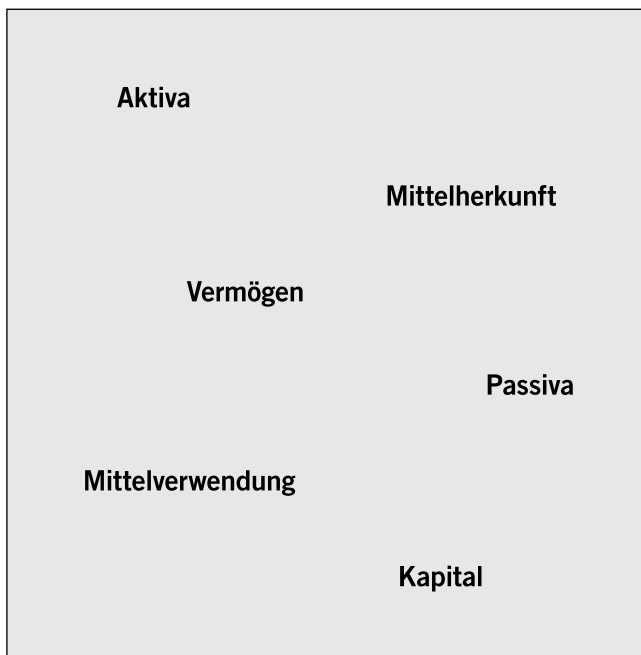 Aktiva
Mittelherkunft
Vermögen
Passiva
Mittelverwendung
Kapital